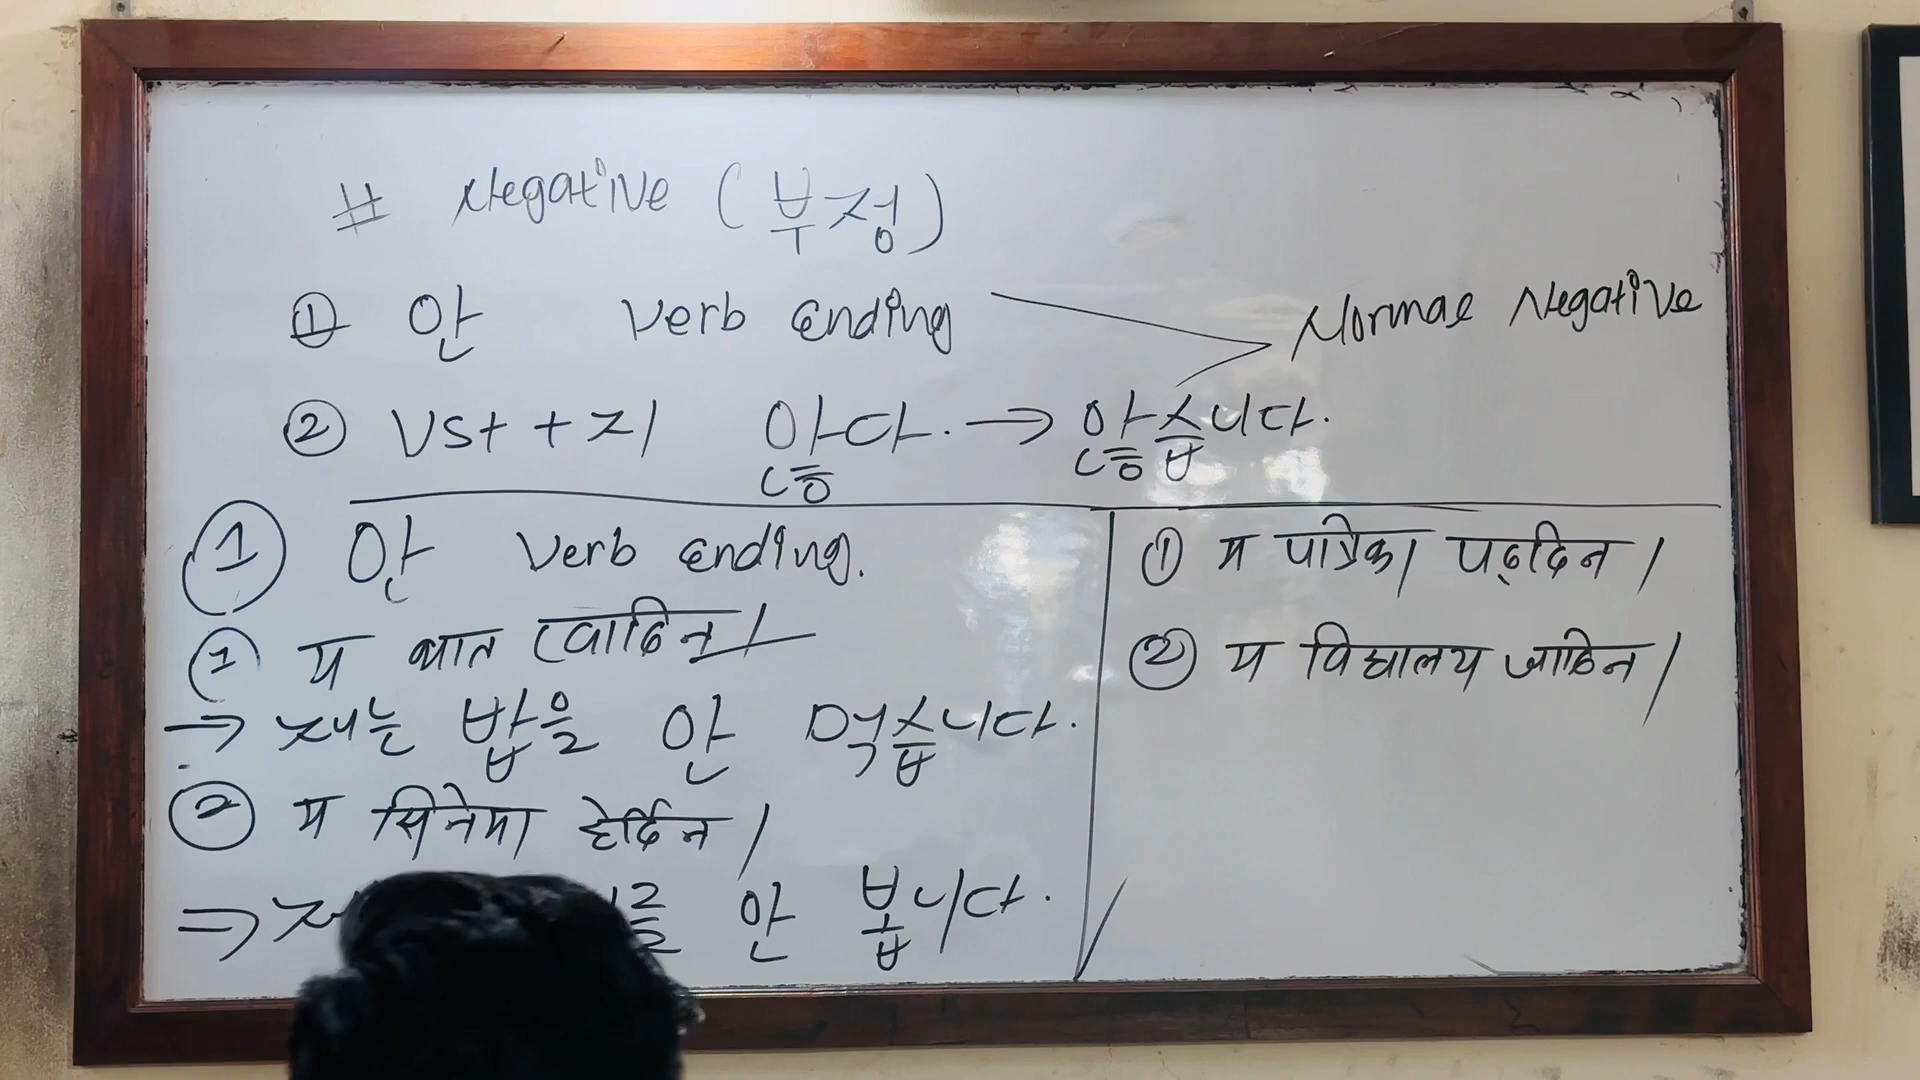 # Negative (부정)
① 안 Verb ending
Normal Negative
② Vst + 지 않다. → 않습니다.
① 안 Verb ending.
① म भात खादिन।
→ 저는 밥을 안 먹습니다.
② म सिनेमा हेर्दिन।
⇒ 를 안 봅니다.
① म पत्रिका पढ्दिन।
② म विद्यालय जादिन।